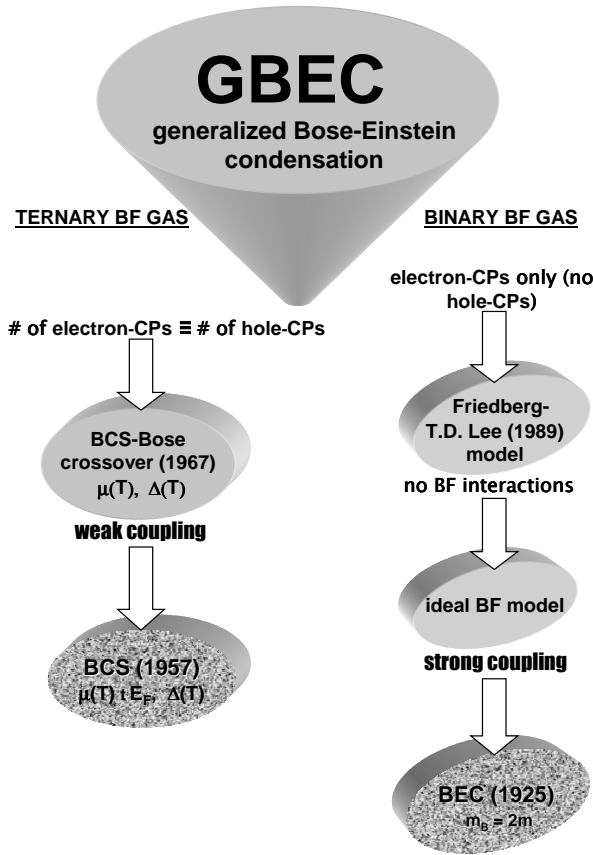 GBEC
generalized Bose-Einstein
condensation
TERNARY BF GAS
# of electron-CPs ≡ # of hole-CPs
BCS-Bose
crossover (1967)
μ(T), Δ(T)
weak coupling
BCS (1957)
μ(T) t E_F, Δ(T)
BINARY BF GAS
electron-CPs only (no
hole-CPs)
Friedberg-
T.D. Lee (1989)
model
no BF interactions
ideal BF model
strong coupling
BEC (1925)
m_B = 2m